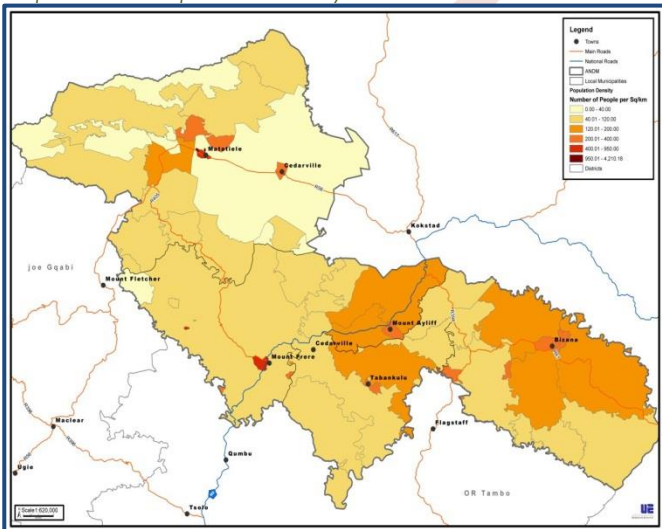 Legend
Towns
Main Roads
National Roads
ANDM
Local Municipalities
Population Density
Number of People per Sq/km
0.00 - 40.00
40.01 - 120.00
120.01 - 200.00
200.01 - 400.00
400.01 - 950.00
950.01 - 4,210.16
Districts
Matatiele
Cedarville
Kokstad
joe Gqabi
Mount Fletcher
Mount Ayliff
Bizana
Cedarville
Mount Frere
Tabankulu
Maclear
Flagstaff
Qumbu
Ugie
OR Tambo
Tsolo
Scale1:620,000